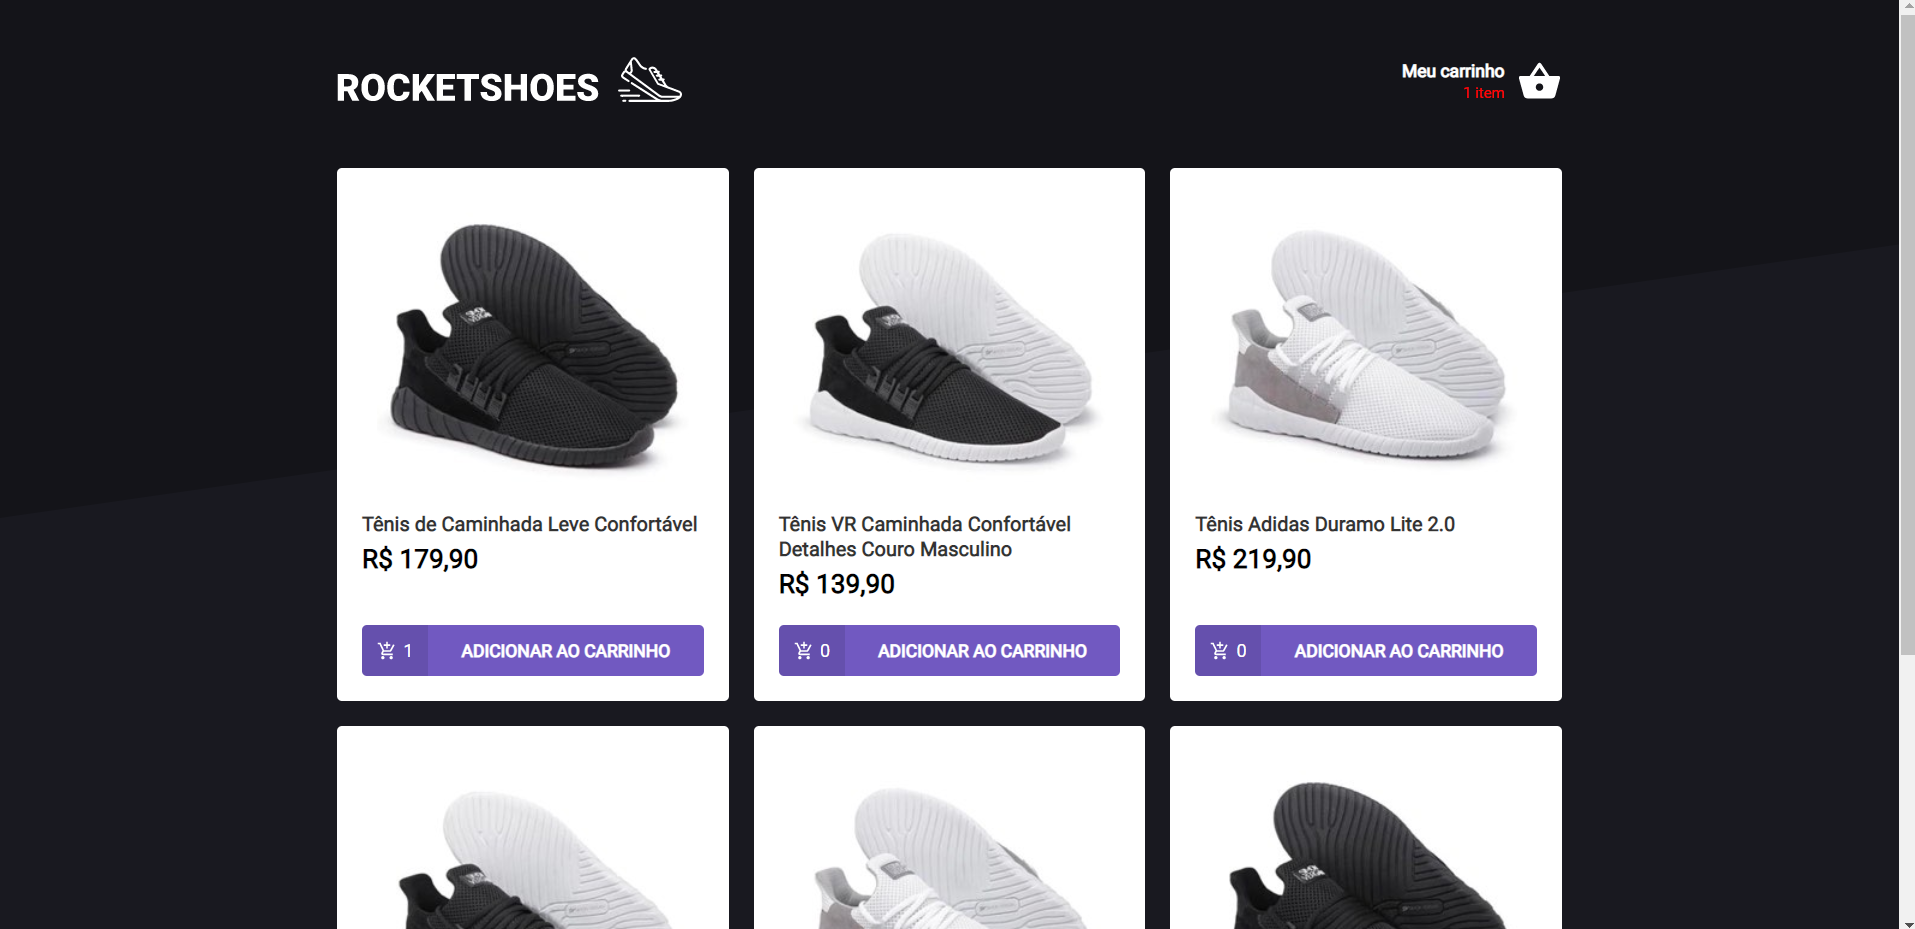 ROCKETSHOES
Meu carrinho
1 item
Tênis de Caminhada Leve Confortável
R$ 179,90
1 ADICIONAR AO CARRINHO
Tênis VR Caminhada Confortável
Detalhes Couro Masculino
R$ 139,90
0 ADICIONAR AO CARRINHO
Tênis Adidas Duramo Lite 2.0
R$ 219,90
0 ADICIONAR AO CARRINHO